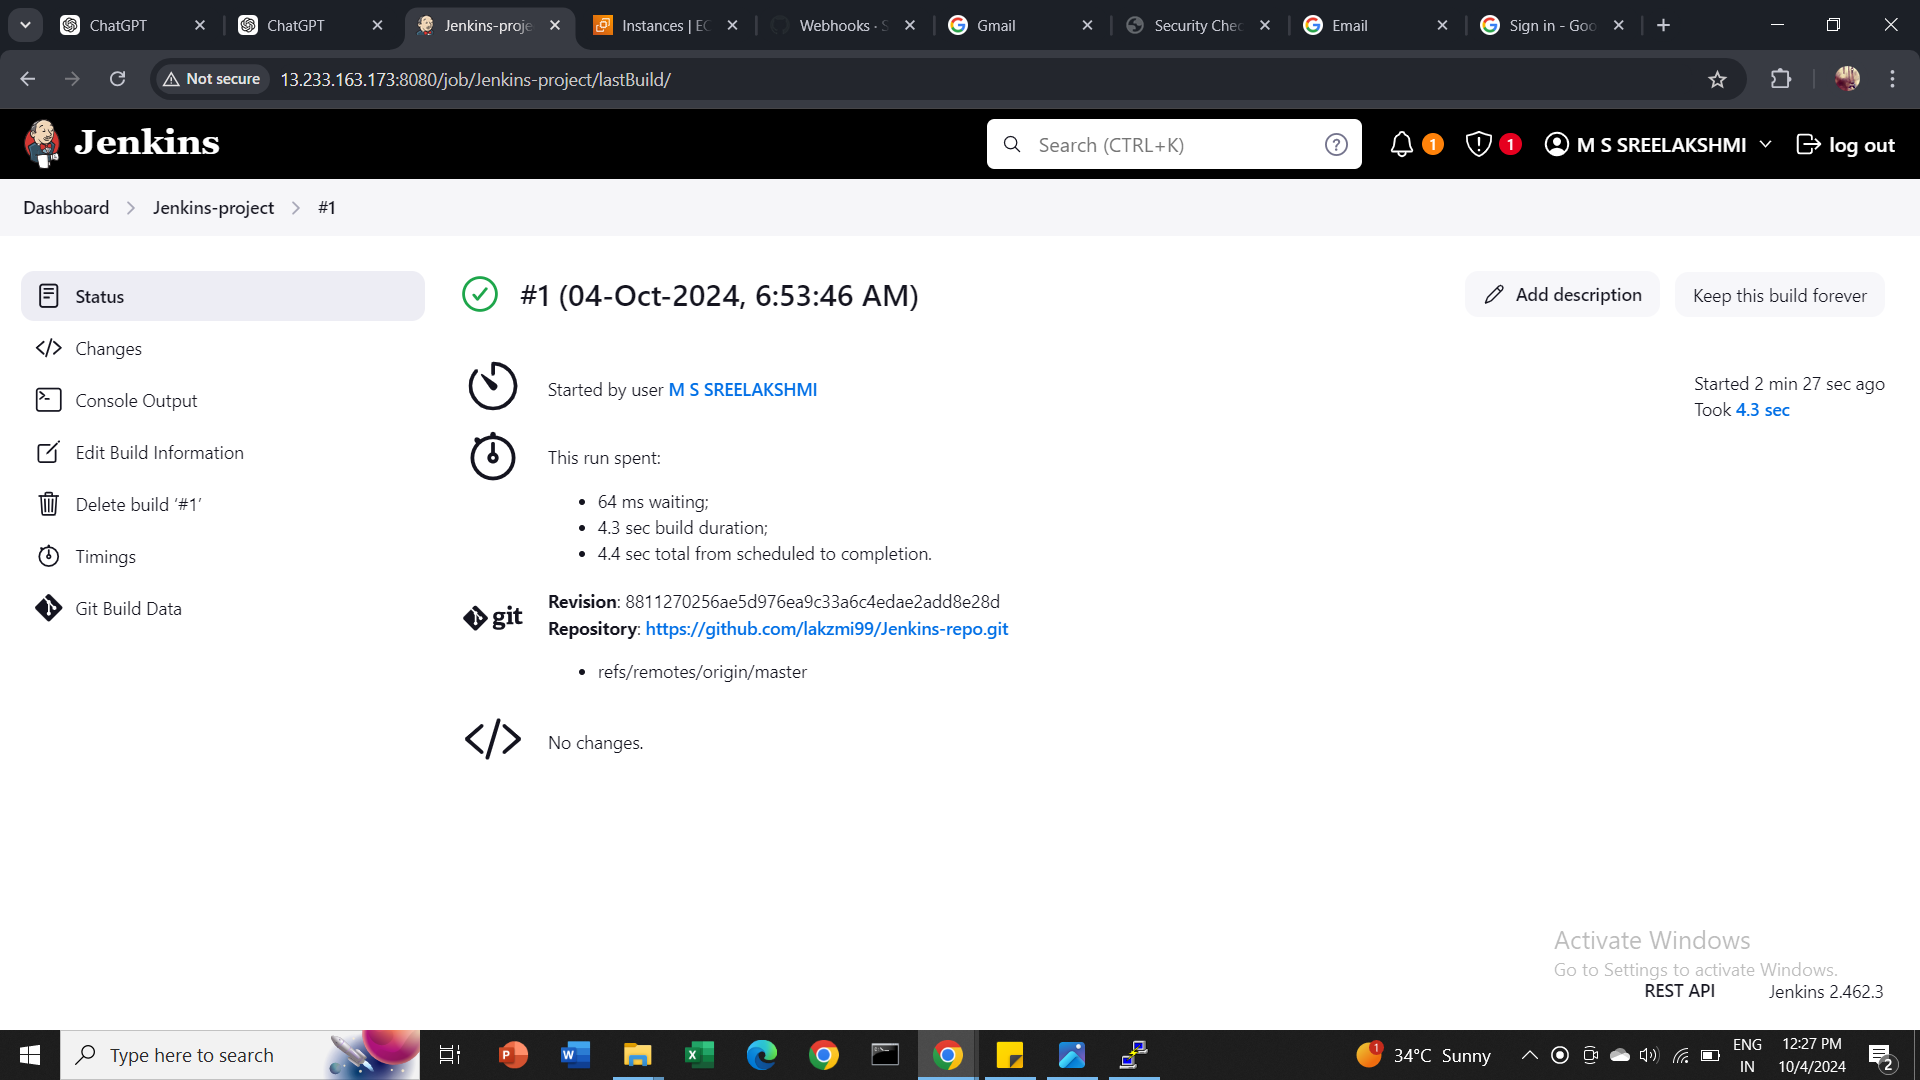 ChatGPT
ChatGPT
Jenkins-proje
Instances | EC
Webhooks · S
Gmail
Security Chec
Email
Sign in - Goo
Not secure
13.233.163.173:8080/job/Jenkins-project/lastBuild/
Jenkins
Search (CTRL+K)
?
1
1
M S SREELAKSHMI
log out
Dashboard
Jenkins-project
#1
Status
Changes
Console Output
Edit Build Information
Delete build ‘#1’
Timings
Git Build Data
#1 (04-Oct-2024, 6:53:46 AM)
Add description
Keep this build forever
Started by user M S SREELAKSHMI
Started 2 min 27 sec ago
Took 4.3 sec
This run spent:
64 ms waiting;
4.3 sec build duration;
4.4 sec total from scheduled to completion.
git
Revision: 8811270256ae5d976ea9c33a6c4edae2add8e28d
Repository: https://github.com/lakzmi99/Jenkins-repo.git
refs/remotes/origin/master
No changes.
Activate Windows
Go to Settings to activate Windows.
REST API
Jenkins 2.462.3
Type here to search
1
34°C Sunny
ENG
IN
12:27 PM
10/4/2024
2